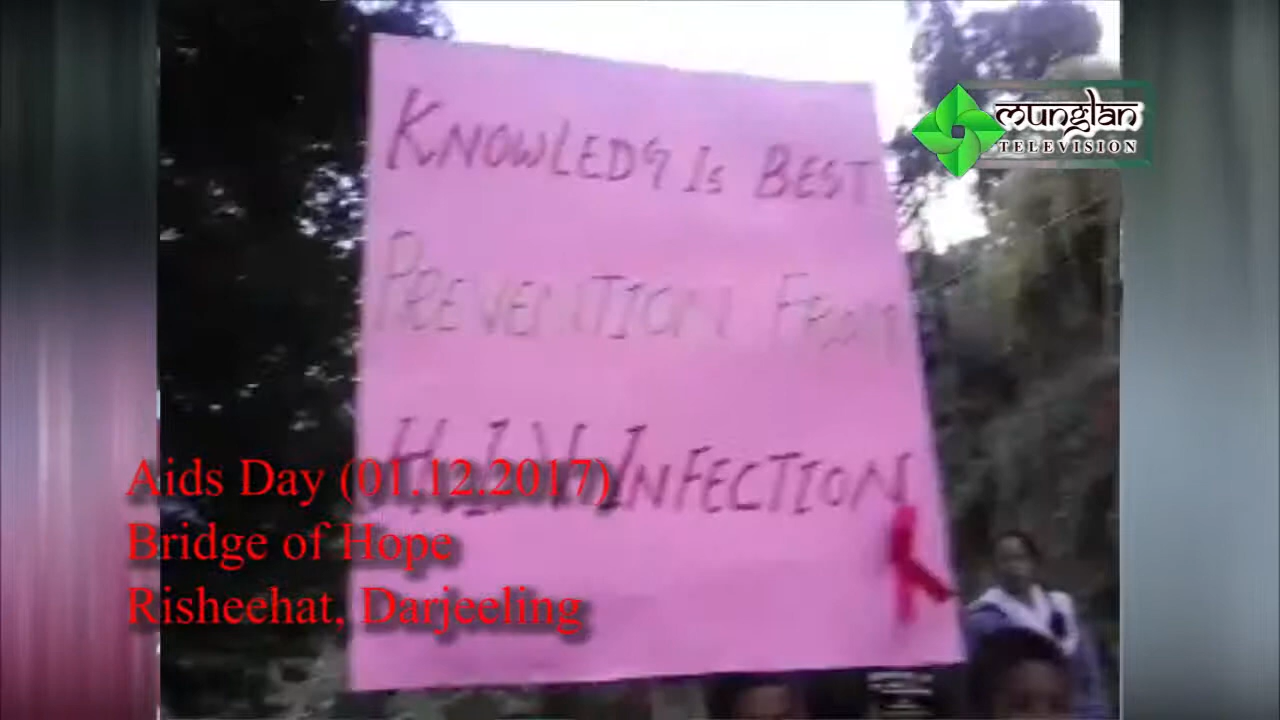 munglan
TELEVISION
KNOWLEDG Is BEST
PREVENTION FROM
H.I.V INFECTION
Aids Day (01.12.2017)
Bridge of Hope
Risheehat, Darjeeling